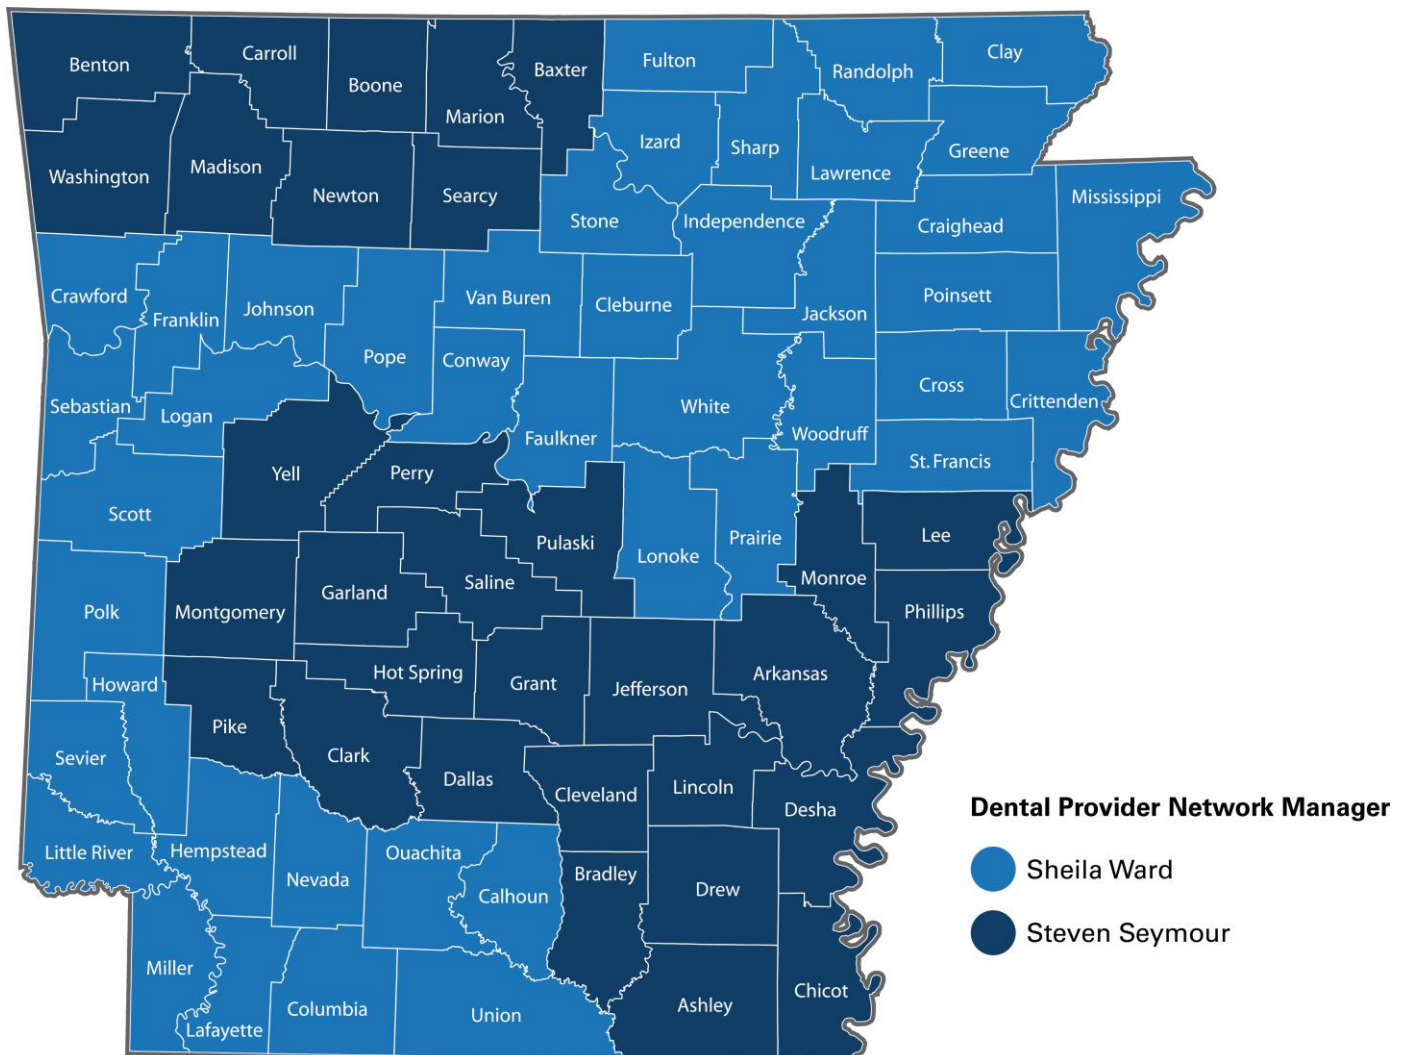 Benton
Carroll
Boone
Marion
Baxter
Fulton
Randolph
Clay
Washington
Madison
Newton
Searcy
Izard
Sharp
Lawrence
Greene
Stone
Independence
Craighead
Mississippi
Crawford
Franklin
Johnson
Pope
Van Buren
Cleburne
Jackson
Poinsett
Conway
Sebastian
Logan
Faulkner
White
Woodruff
Cross
Crittenden
St. Francis
Yell
Perry
Scott
Pulaski
Lonoke
Prairie
Monroe
Lee
Polk
Montgomery
Garland
Saline
Phillips
Howard
Hot Spring
Grant
Jefferson
Arkansas
Pike
Sevier
Clark
Dallas
Cleveland
Lincoln
Desha
Little River
Hempstead
Nevada
Ouachita
Calhoun
Bradley
Drew
Miller
Lafayette
Columbia
Union
Ashley
Chicot
Dental Provider Network Manager
Sheila Ward
Steven Seymour